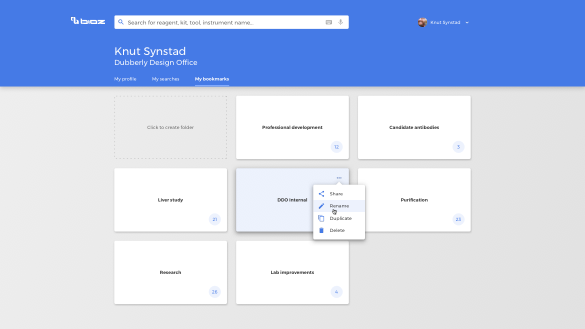 bioz
Search for reagent, kit, tool, instrument name...
Knut Synstad
Knut Synstad
Dubberly Design Office
My profile
My searches
My bookmarks
Click to create folder
Professional development
12
Candidate antibodies
3
Liver study
21
DDO internal
Purification
23
Share
Rename
Duplicate
Delete
Research
26
Lab improvements
4